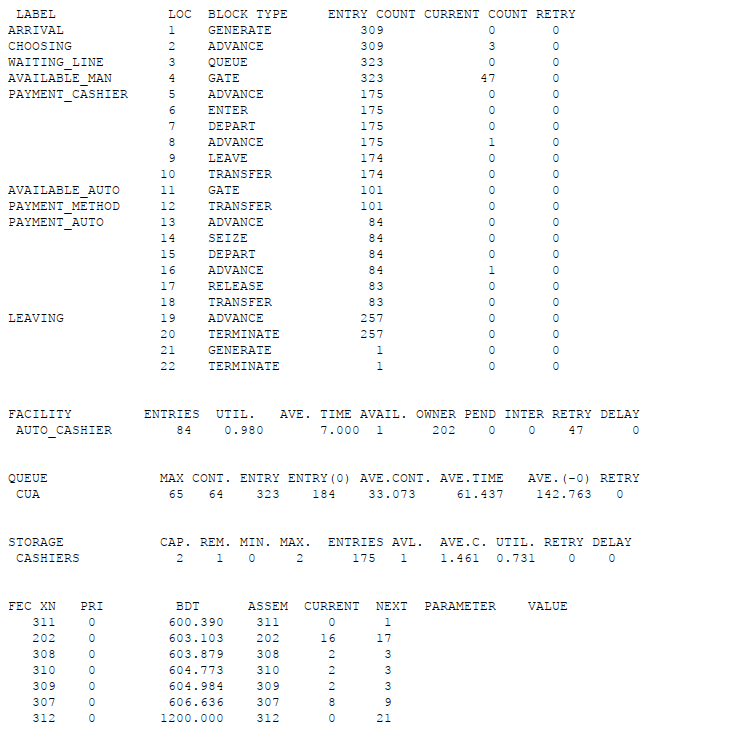 LABEL LOC BLOCK TYPE ENTRY COUNT CURRENT COUNT RETRY
ARRIVAL 1 GENERATE 309 0 0
CHOOSING 2 ADVANCE 309 3 0
WAITING_LINE 3 QUEUE 323 0 0
AVAILABLE_MAN 4 GATE 323 47 0
PAYMENT_CASHIER 5 ADVANCE 175 0 0
6 ENTER 175 0 0
7 DEPART 175 0 0
8 ADVANCE 175 1 0
9 LEAVE 174 0 0
10 TRANSFER 174 0 0
AVAILABLE_AUTO 11 GATE 101 0 0
PAYMENT_METHOD 12 TRANSFER 101 0 0
PAYMENT_AUTO 13 ADVANCE 84 0 0
14 SEIZE 84 0 0
15 DEPART 84 0 0
16 ADVANCE 84 1 0
17 RELEASE 83 0 0
18 TRANSFER 83 0 0
LEAVING 19 ADVANCE 257 0 0
20 TERMINATE 257 0 0
21 GENERATE 1 0 0
22 TERMINATE 1 0 0
FACILITY ENTRIES UTIL. AVE. TIME AVAIL. OWNER PEND INTER RETRY DELAY
AUTO_CASHIER 84 0.980 7.000 1 202 0 0 47 0
QUEUE MAX CONT. ENTRY ENTRY(0) AVE.CONT. AVE.TIME AVE.(-0) RETRY
CUA 65 64 323 184 33.073 61.437 142.763 0
STORAGE CAP. REM. MIN. MAX. ENTRIES AVL. AVE.C. UTIL. RETRY DELAY
CASHIERS 2 1 0 2 175 1 1.461 0.731 0 0
FEC XN PRI BDT ASSEM CURRENT NEXT PARAMETER VALUE
311 0 600.390 311 0 1
202 0 603.103 202 16 17
308 0 603.879 308 2 3
310 0 604.773 310 2 3
309 0 604.984 309 2 3
307 0 606.636 307 8 9
312 0 1200.000 312 0 21